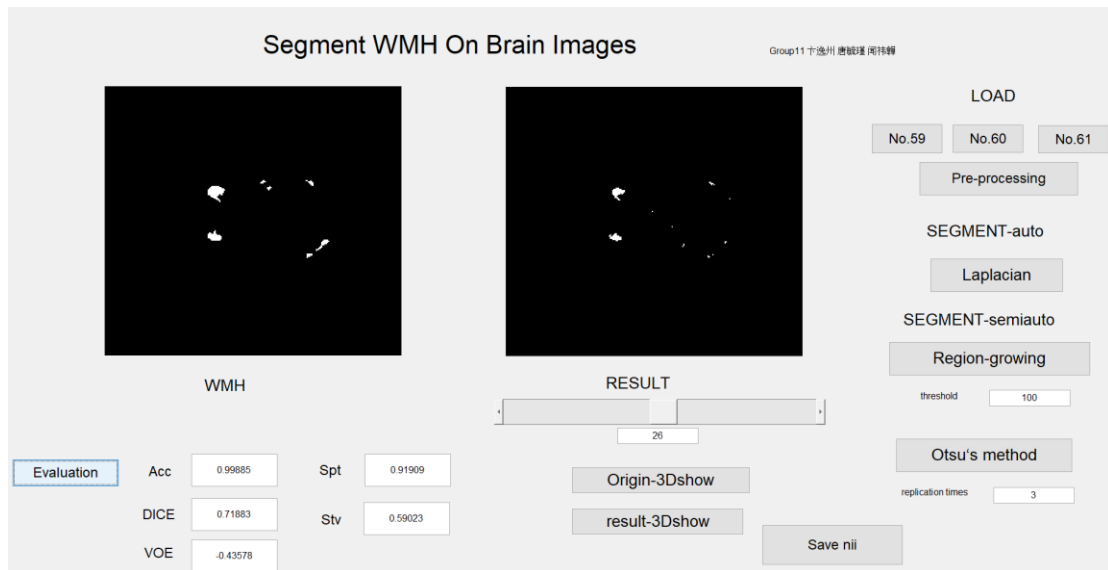 Segment WMH On Brain Images
Group11 卞逸州 唐毓瑾
LOAD
No.59 No.60 No.61
Pre-processing
SEGMENT-auto
Laplacian
SEGMENT-semiauto
Region-growing
threshold 100
Otsu's method
replication times 3
WMH
RESULT
26
Origin-3Dshow
result-3Dshow
Save nii
Evaluation
Acc 0.99885
Spt 0.91909
DICE 0.71883
Stv 0.59023
VOE -0.43578